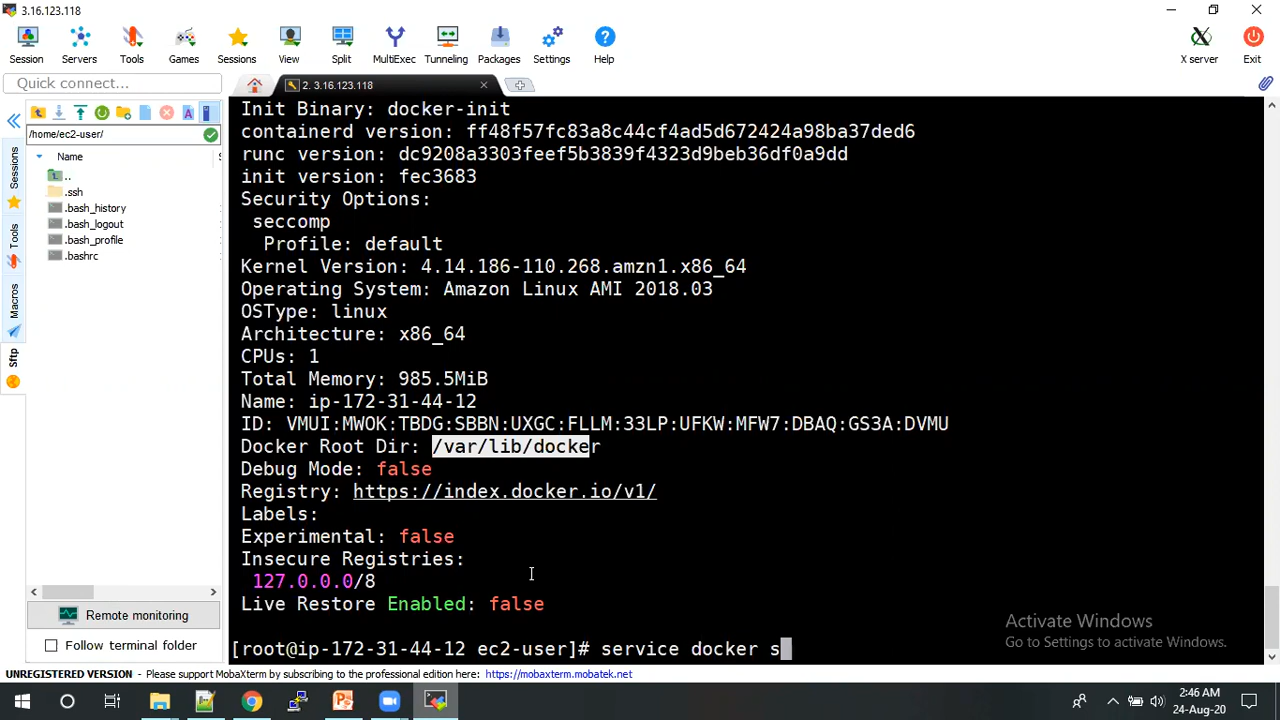 3.16.123.118
Session Servers Tools Games Sessions View Split MultiExec Tunneling Packages Settings Help X server Exit
Quick connect...
2. 3.16.123.118
/home/ec2-user/
Name
..
.ssh
.bash_history
.bash_logout
.bash_profile
.bashrc
Sessions
Tools
Macros
Sftp
Remote monitoring
Follow terminal folder
Init Binary: docker-init
containerd version: ff48f57fc83a8c44cf4ad5d672424a98ba37ded6
runc version: dc9208a3303feef5b3839f4323d9beb36df0a9dd
init version: fec3683
Security Options:
seccomp
Profile: default
Kernel Version: 4.14.186-110.268.amzn1.x86_64
Operating System: Amazon Linux AMI 2018.03
OSType: linux
Architecture: x86_64
CPUs: 1
Total Memory: 985.5MiB
Name: ip-172-31-44-12
ID: VMUI:MWOK:TBDG:SBBN:UXGC:FLLM:33LP:UFKW:MFW7:DBAQ:GS3A:DVMU
Docker Root Dir: /var/lib/docker
Debug Mode: false
Registry: https://index.docker.io/v1/
Labels:
Experimental: false
Insecure Registries:
127.0.0.0/8
Live Restore Enabled: false
[root@ip-172-31-44-12 ec2-user]# service docker s
Activate Windows
Go to Settings to activate Windows.
UNREGISTERED VERSION - Please support MobaXterm by subscribing to the professional edition here: https://mobaxterm.mobatek.net
2:46 AM
24-Aug-20